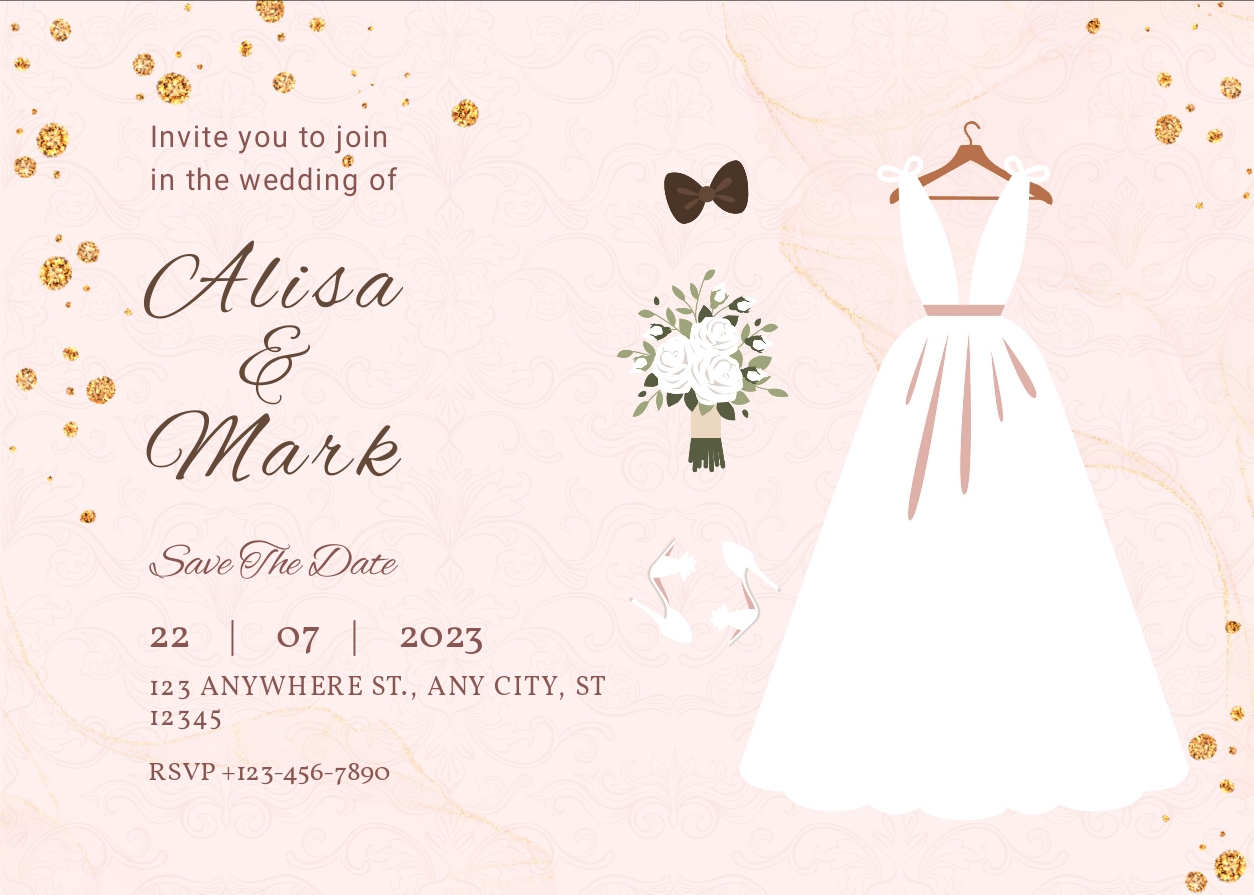 Invite you to join
in the wedding of
Alisa
&
Mark
Save The Date
22 | 07 | 2023
123 ANYWHERE ST., ANY CITY, ST
12345
RSVP +123-456-7890